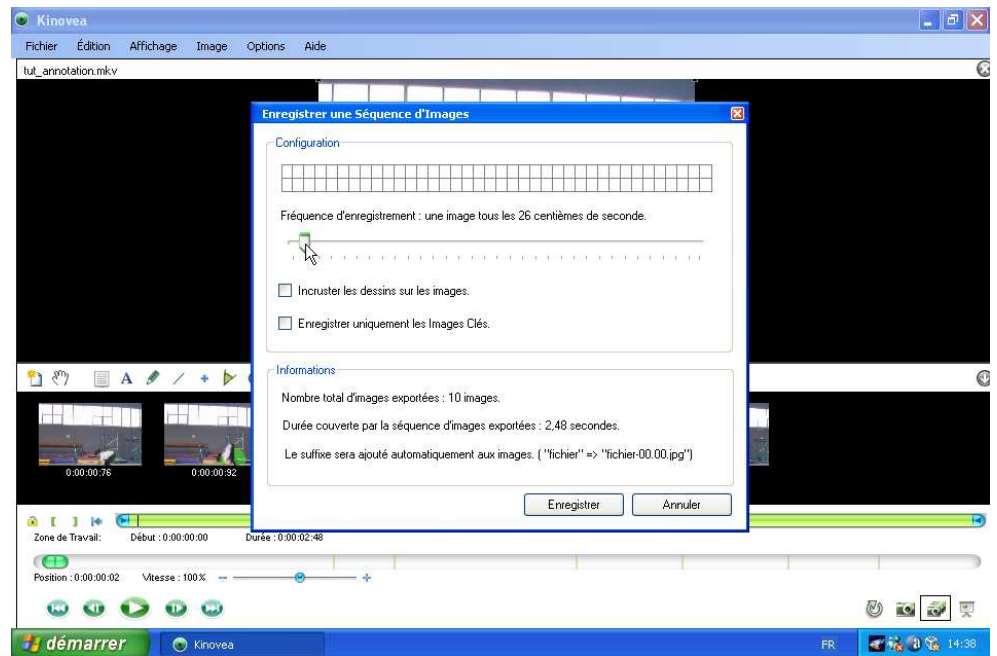 Kinovea
Fichier Édition Affichage Image Options Aide
tut_annotation.mkv
Enregistrer une Séquence d'Images
Configuration
Fréquence d'enregistrement : une image tous les 26 centièmes de seconde.
Incruster les dessins sur les images.
Enregistrer uniquement les Images Clés.
Informations
Nombre total d'images exportées : 10 images.
Durée couverte par la séquence d'images exportées : 2,48 secondes.
Le suffixe sera ajouté automatiquement aux images. ( "fichier" => "fichier-00.00.jpg")
Enregistrer Annuler
0:00:00:76 0:00:00:92
Zone de Travail: Début : 0:00:00:00 Durée : 0:00:02:48
Position : 0:00:00:02 Vitesse : 100%
démarrer Kinovea FR 14:38